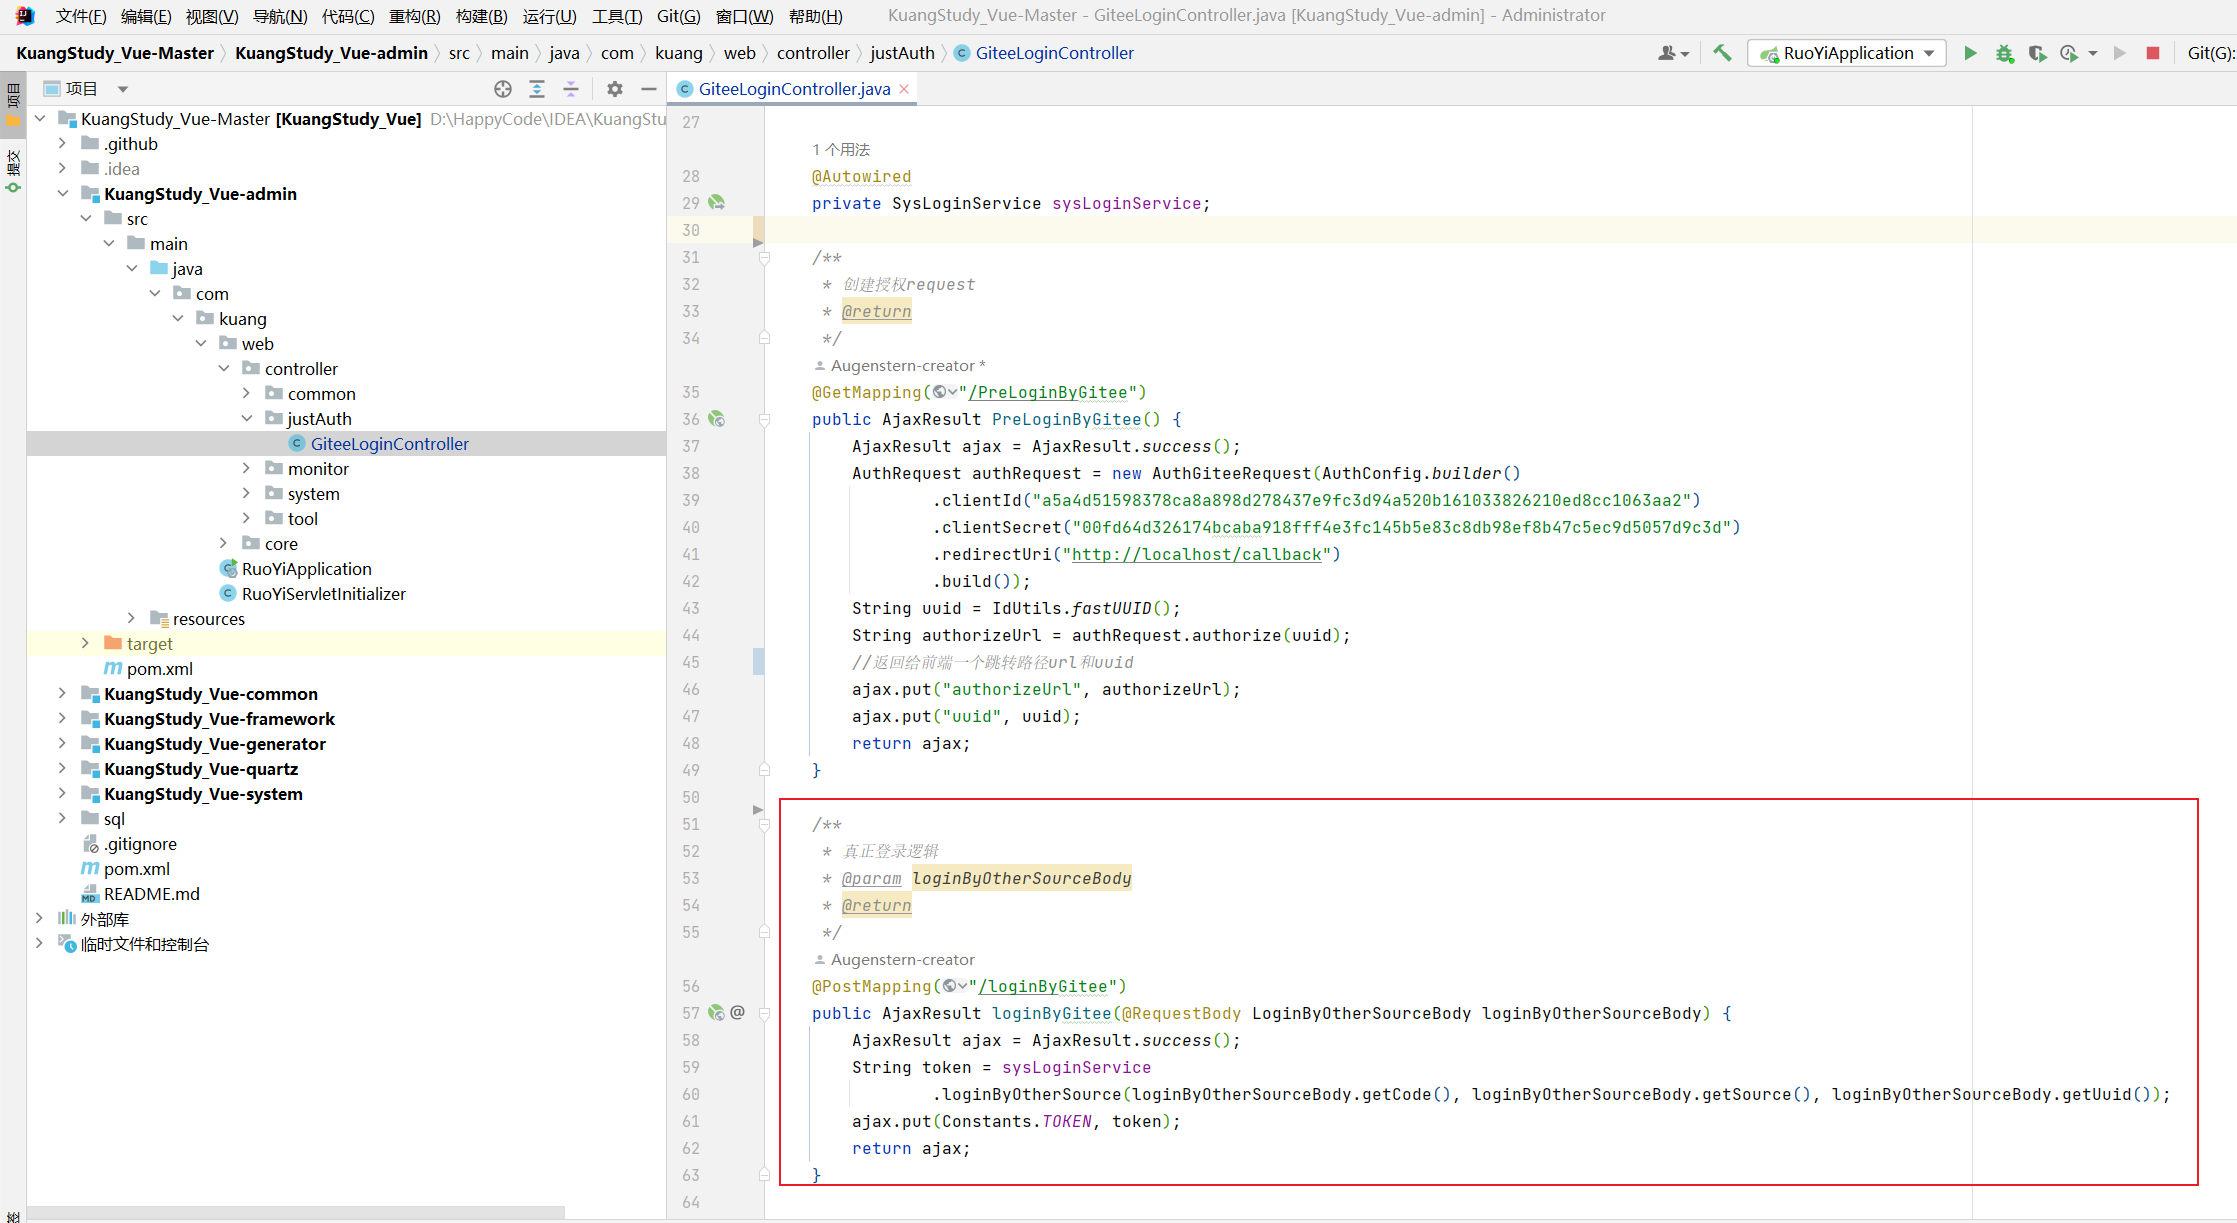 文件(F) 编辑(E) 视图(V) 导航(N) 代码(C) 重构(R) 构建(B) 运行(U) 工具(T) Git(G) 窗口(W) 帮助(H) KuangStudy_Vue-Master - GiteeLoginController.java [KuangStudy_Vue-admin] - Administrator
KuangStudy_Vue-Master KuangStudy_Vue-admin src main java com kuang web controller justAuth GiteeLoginController RuoYiApplication Git(G):
项目
提交
项目
KuangStudy_Vue-Master [KuangStudy_Vue] D:\HappyCode\IDEA\KuangStu
.github
.idea
KuangStudy_Vue-admin
src
main
java
com
kuang
web
controller
common
justAuth
GiteeLoginController
monitor
system
tool
core
RuoYiApplication
RuoYiServletInitializer
resources
target
pom.xml
KuangStudy_Vue-common
KuangStudy_Vue-framework
KuangStudy_Vue-generator
KuangStudy_Vue-quartz
KuangStudy_Vue-system
sql
.gitignore
pom.xml
README.md
外部库
临时文件和控制台
GiteeLoginController.java
27
1 个用法
28 @Autowired
29 private SysLoginService sysLoginService;
30
31 /**
32 * 创建授权request
33 * @return
34 */
Augenstern-creator *
35 @GetMapping("/PreLoginByGitee")
36 public AjaxResult PreLoginByGitee() {
37 AjaxResult ajax = AjaxResult.success();
38 AuthRequest authRequest = new AuthGiteeRequest(AuthConfig.builder()
39 .clientId("a5a4d51598378ca8a898d278437e9fc3d94a520b161033826210ed8cc1063aa2")
40 .clientSecret("00fd64d326174bcaba918fff4e3fc145b5e83c8db98ef8b47c5ec9d5057d9c3d")
41 .redirectUri("http://localhost/callback")
42 .build());
43 String uuid = IdUtils.fastUUID();
44 String authorizeUrl = authRequest.authorize(uuid);
45 //返回给前端一个跳转路径url和uuid
46 ajax.put("authorizeUrl", authorizeUrl);
47 ajax.put("uuid", uuid);
48 return ajax;
49 }
50
51 /**
52 * 真正登录逻辑
53 * @param loginByOtherSourceBody
54 * @return
55 */
Augenstern-creator
56 @PostMapping("/loginByGitee")
57 @ public AjaxResult loginByGitee(@RequestBody LoginByOtherSourceBody loginByOtherSourceBody) {
58 AjaxResult ajax = AjaxResult.success();
59 String token = sysLoginService
60 .loginByOtherSource(loginByOtherSourceBody.getCode(), loginByOtherSourceBody.getSource(), loginByOtherSourceBody.getUuid());
61 ajax.put(Constants.TOKEN, token);
62 return ajax;
63 }
64